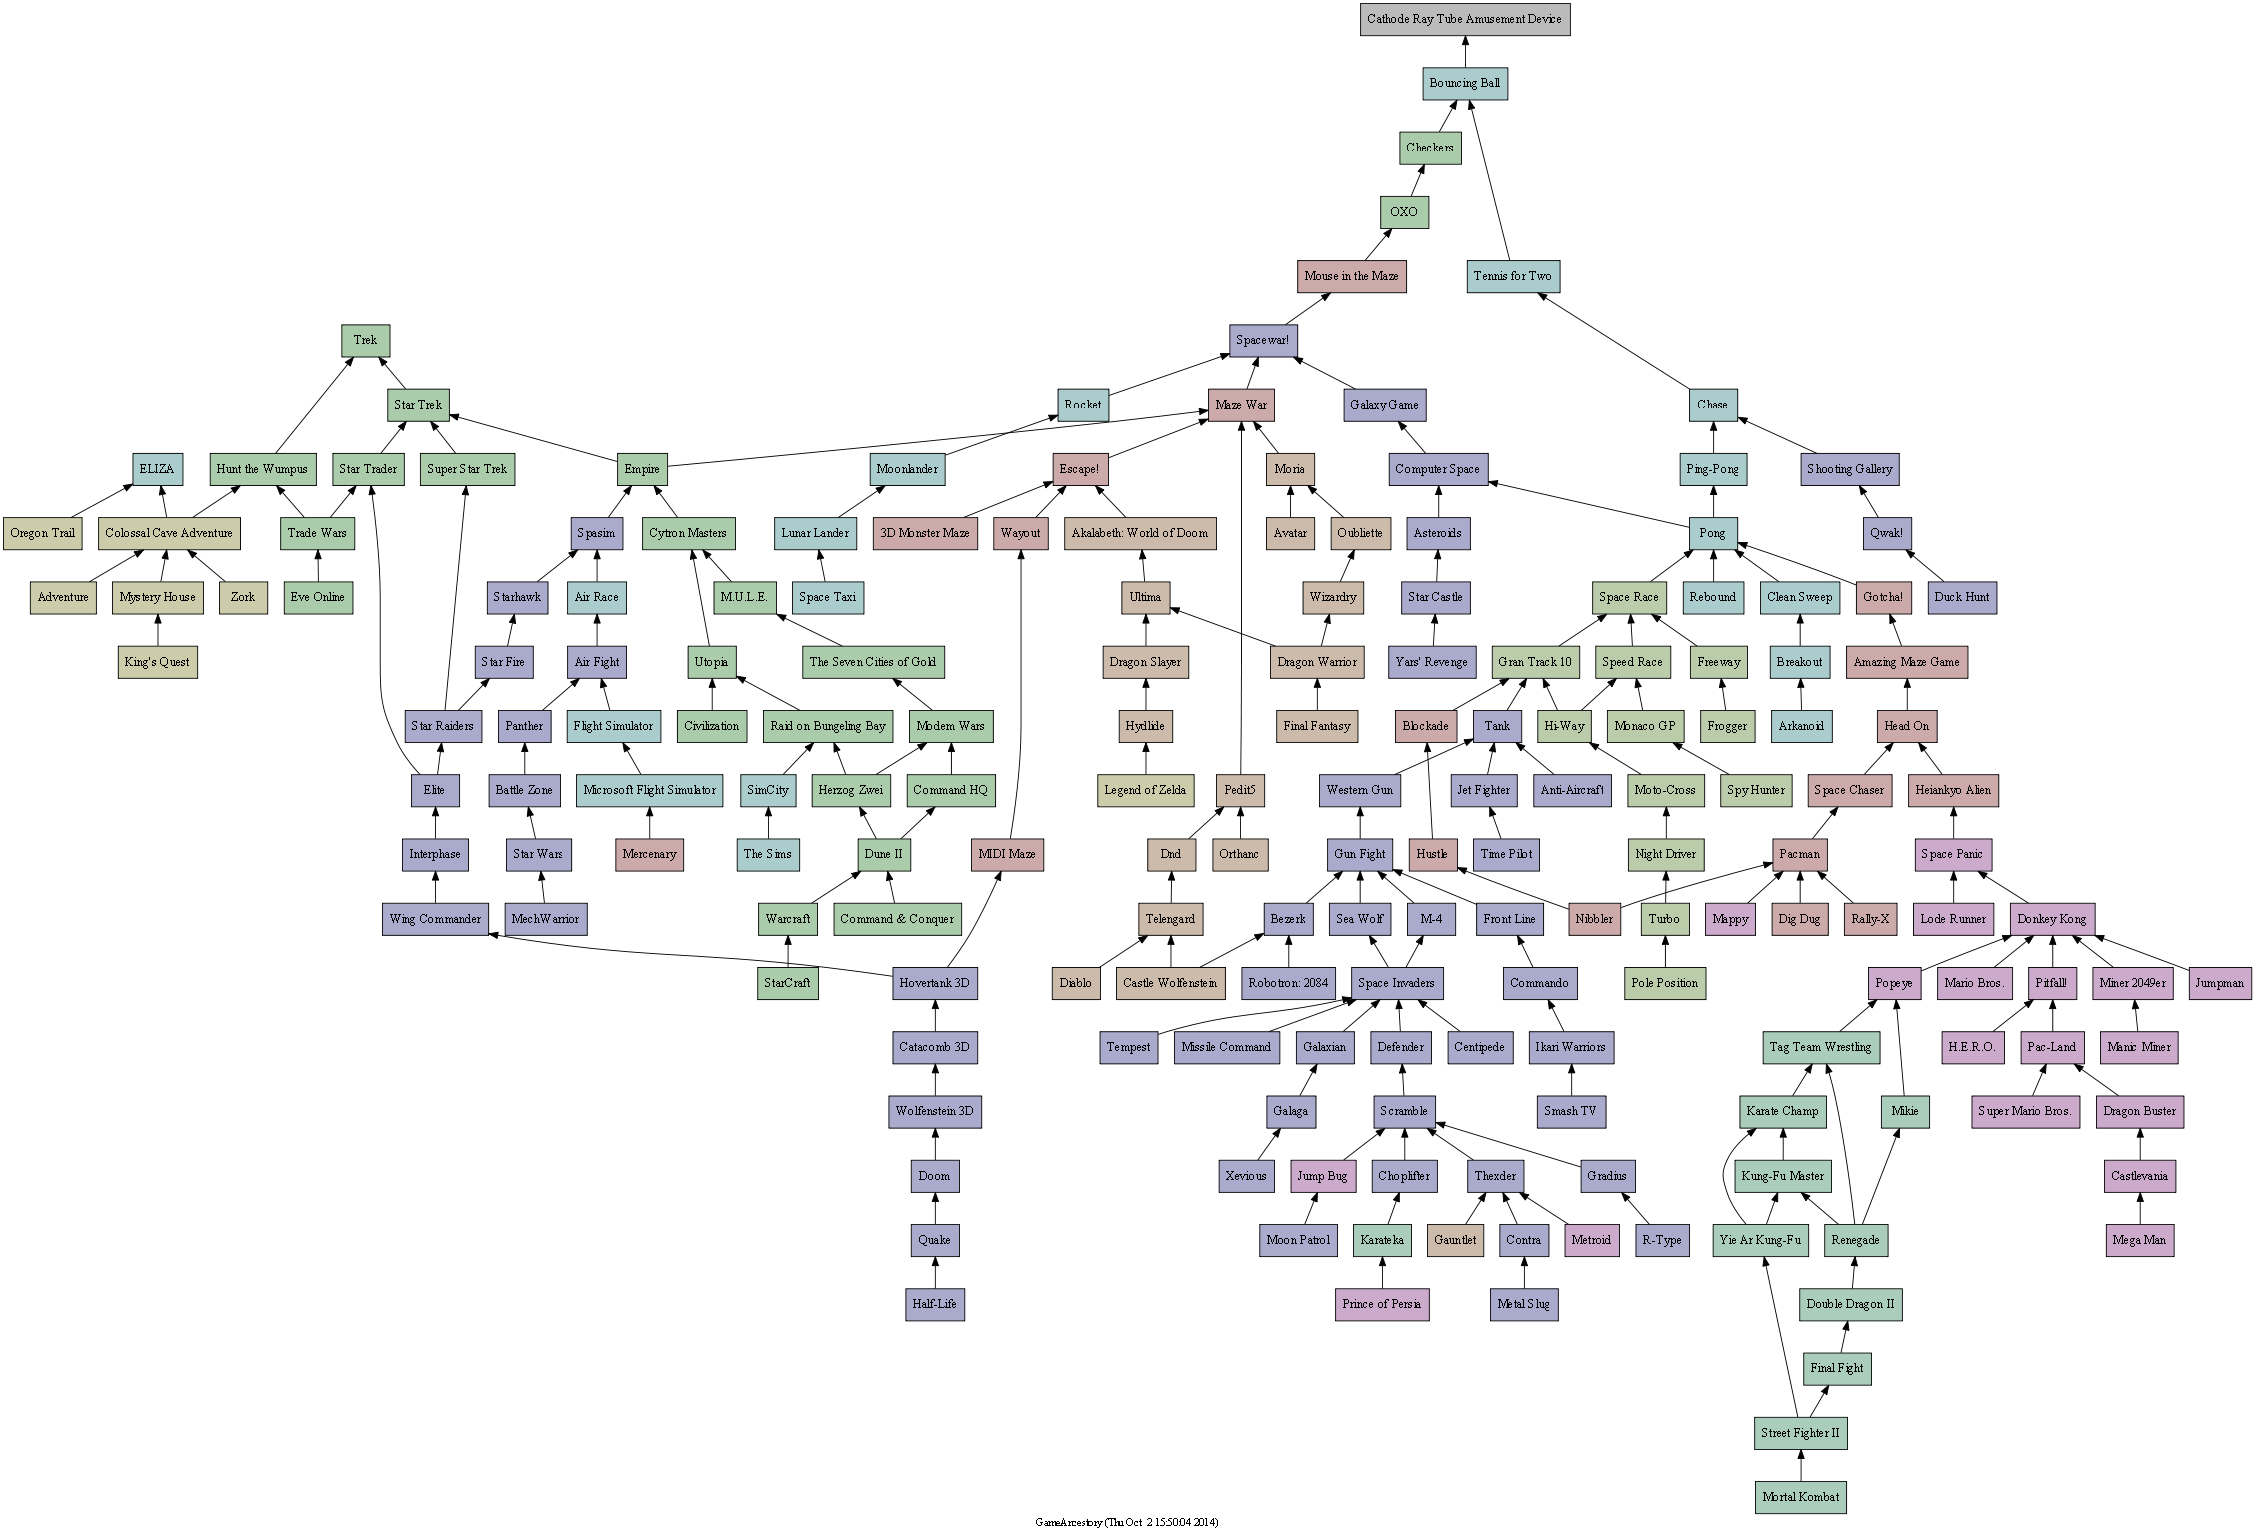 Cathode Ray Tube Amusement Device
Bouncing Ball
Checkers
OXO
Mouse in the Maze
Tennis for Two
Trek
Spacewar!
Star Trek
Rocket
Maze War
Galaxy Game
Chase
ELIZA
Hunt the Wumpus
Star Trader
Super Star Trek
Empire
Moonlander
Escape!
Moria
Computer Space
Ping-Pong
Shooting Gallery
Oregon Trail
Colossal Cave Adventure
Trade Wars
Spasim
Cytron Masters
Lunar Lander
3D Monster Maze
Wayout
Akalabeth: World of Doom
Avatar
Oubliette
Asteroids
Pong
Qwak!
Adventure
Mystery House
Zork
Eve Online
Starhawk
Air Race
M.U.L.E.
Space Taxi
Ultima
Wizardry
Star Castle
Space Race
Rebound
Clean Sweep
Gotcha!
Duck Hunt
King's Quest
Star Fire
Air Fight
Utopia
The Seven Cities of Gold
Dragon Slayer
Dragon Warrior
Yars' Revenge
Gran Track 10
Speed Race
Freeway
Breakout
Amazing Maze Game
Star Raiders
Panther
Flight Simulator
Civilization
Raid on Bungeling Bay
Modem Wars
Hydlide
Final Fantasy
Blockade
Tank
Hi-Way
Monaco GP
Frogger
Arkanoid
Head On
Elite
Battle Zone
Microsoft Flight Simulator
SimCity
Herzog Zwei
Command HQ
Legend of Zelda
Pedit5
Western Gun
Jet Fighter
Anti-Aircraft
Moto-Cross
Spy Hunter
Space Chaser
Heiankyo Alien
Interphase
Star Wars
Mercenary
The Sims
Dune II
MIDI Maze
Dnd
Orthanc
Gun Fight
Hustle
Time Pilot
Night Driver
Pacman
Space Panic
Wing Commander
MechWarrior
Warcraft
Command & Conquer
Telengard
Bezerk
Sea Wolf
M-4
Front Line
Nibbler
Turbo
Mappy
Dig Dug
Rally-X
Lode Runner
Donkey Kong
StarCraft
Hovertank 3D
Diablo
Castle Wolfenstein
Robotron: 2084
Space Invaders
Commando
Pole Position
Popeye
Mario Bros.
Pitfall!
Miner 2049er
Jumpman
Catacomb 3D
Tempest
Missile Command
Galaxian
Defender
Centipede
Ikari Warriors
Tag Team Wrestling
H.E.R.O.
Pac-Land
Manic Miner
Wolfenstein 3D
Galaga
Scramble
Smash TV
Karate Champ
Mikie
Super Mario Bros.
Dragon Buster
Doom
Xevious
Jump Bug
Choplifter
Thexder
Gradius
Kung-Fu Master
Castlevania
Quake
Moon Patrol
Karateka
Gauntlet
Contra
Metroid
R-Type
Yie Ar Kung-Fu
Renegade
Mega Man
Half-Life
Prince of Persia
Metal Slug
Double Dragon II
Final Fight
Street Fighter II
Mortal Kombat
GameAncestory (Thu Oct 2 15:50:04 2014)